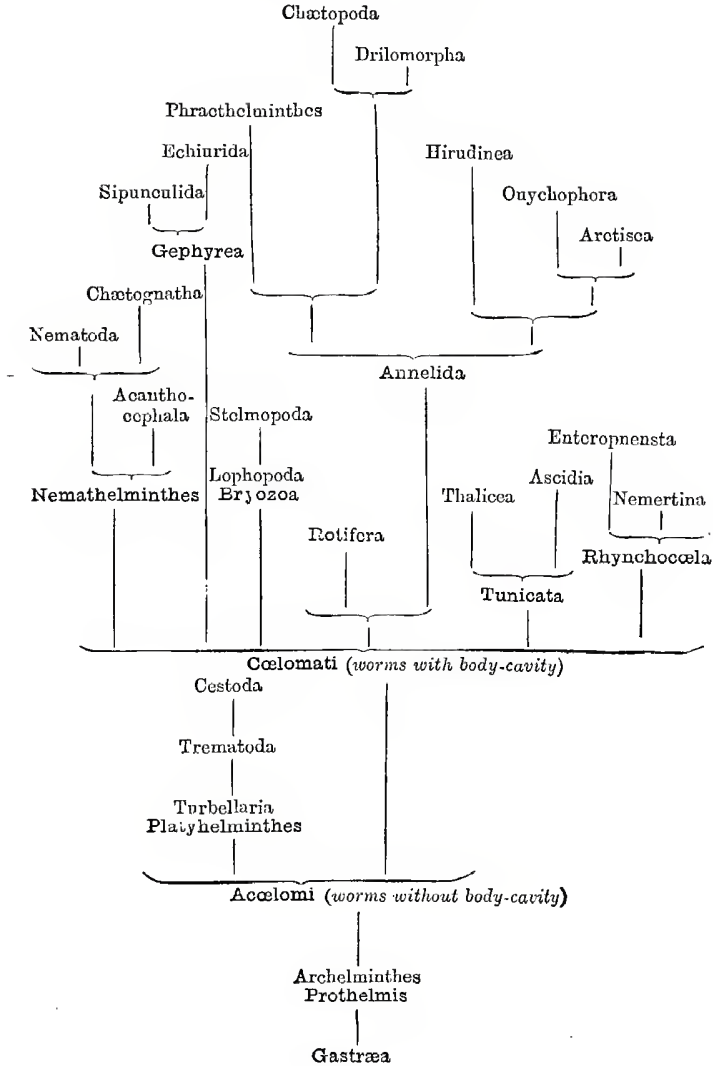 Chætopoda
Drilomorpha
Phracthelminthes
Echiurida
Hirudinea
Sipunculida
Onychophora
Gephyrea
Arctisca
Chætognatha
Nematoda
Annelida
Acantho-
cephala
Stelmopoda
Enteropneusta
Lophopoda
Bryozoa
Nemathelminthes
Thalicea
Ascidia
Nemertina
Rotifera
Rhynchocœla
Tunicata
Cœlomati (worms with body-cavity)
Cestoda
Trematoda
Turbellaria
Platyhelminthes
Acœlomi (worms without body-cavity)
Archelminthes
Prothelmis
Gastræa